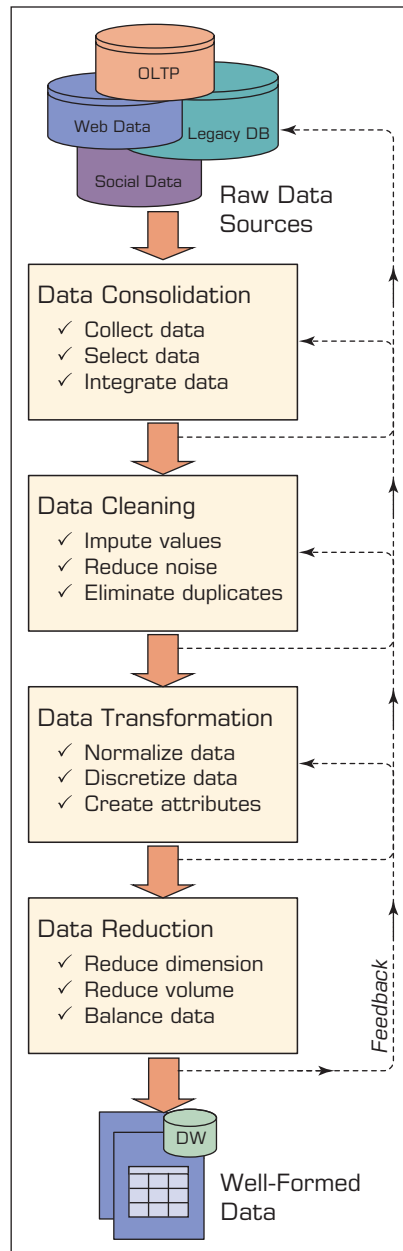 OLTP
Web Data
Legacy DB
Social Data
Raw Data
Sources
Data Consolidation
✓ Collect data
✓ Select data
✓ Integrate data
Data Cleaning
✓ Impute values
✓ Reduce noise
✓ Eliminate duplicates
Data Transformation
✓ Normalize data
✓ Discretize data
✓ Create attributes
Data Reduction
✓ Reduce dimension
✓ Reduce volume
✓ Balance data
Feedback
DW
Well-Formed
Data